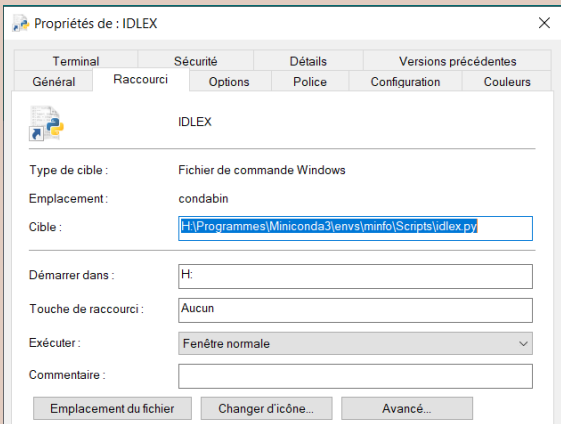 Propriétés de : IDLEX
Terminal Sécurité Détails Versions précédentes
Général Raccourci Options Police Configuration Couleurs
IDLEX
Type de cible : Fichier de commande Windows
Emplacement : condabin
Cible : H:\Programmes\Miniconda3\envs\minfo\Scripts\idlex.py
Démarrer dans : H:
Touche de raccourci : Aucun
Exécuter : Fenêtre normale
Commentaire :
Emplacement du fichier Changer d'icône... Avancé...